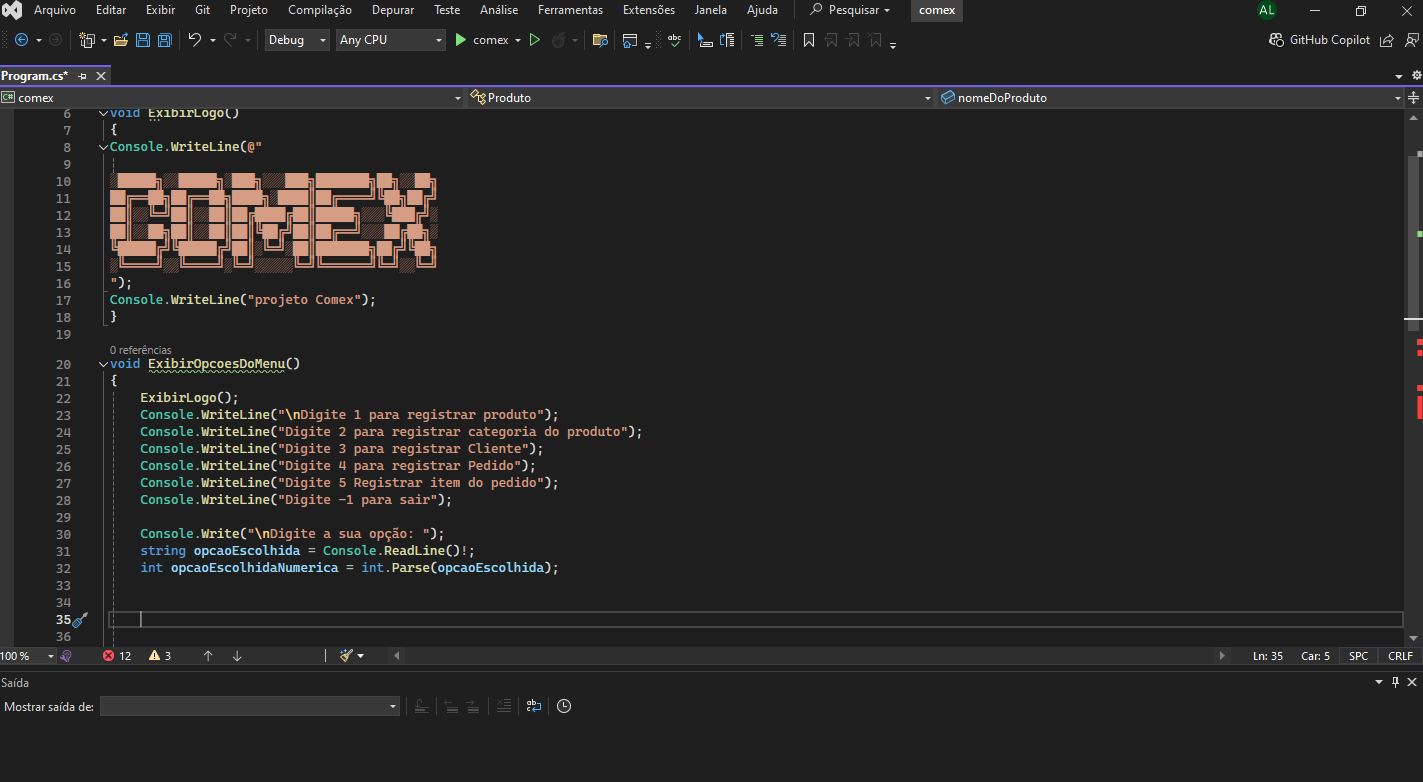 Arquivo Editar Exibir Git Projeto Compilação Depurar Teste Análise Ferramentas Extensões Janela Ajuda Pesquisar comex AL
Debug Any CPU comex GitHub Copilot
Program.cs*
C# comex Produto nomeDoProduto
6 void ExibirLogo()
7 {
8 Console.WriteLine(@"
9
10
11
12
13
14
15
16 ");
17 Console.WriteLine("projeto Comex");
18 }
19
0 referências
20 void ExibirOpcoesDoMenu()
21 {
22 ExibirLogo();
23 Console.WriteLine("\nDigite 1 para registrar produto");
24 Console.WriteLine("Digite 2 para registrar categoria do produto");
25 Console.WriteLine("Digite 3 para registrar Cliente");
26 Console.WriteLine("Digite 4 para registrar Pedido");
27 Console.WriteLine("Digite 5 Registrar item do pedido");
28 Console.WriteLine("Digite -1 para sair");
29
30 Console.Write("\nDigite a sua opção: ");
31 string opcaoEscolhida = Console.ReadLine()!;
32 int opcaoEscolhidaNumerica = int.Parse(opcaoEscolhida);
33
34
35
36
100 % 12 3 Ln: 35 Car: 5 SPC CRLF
Saída
Mostrar saída de: